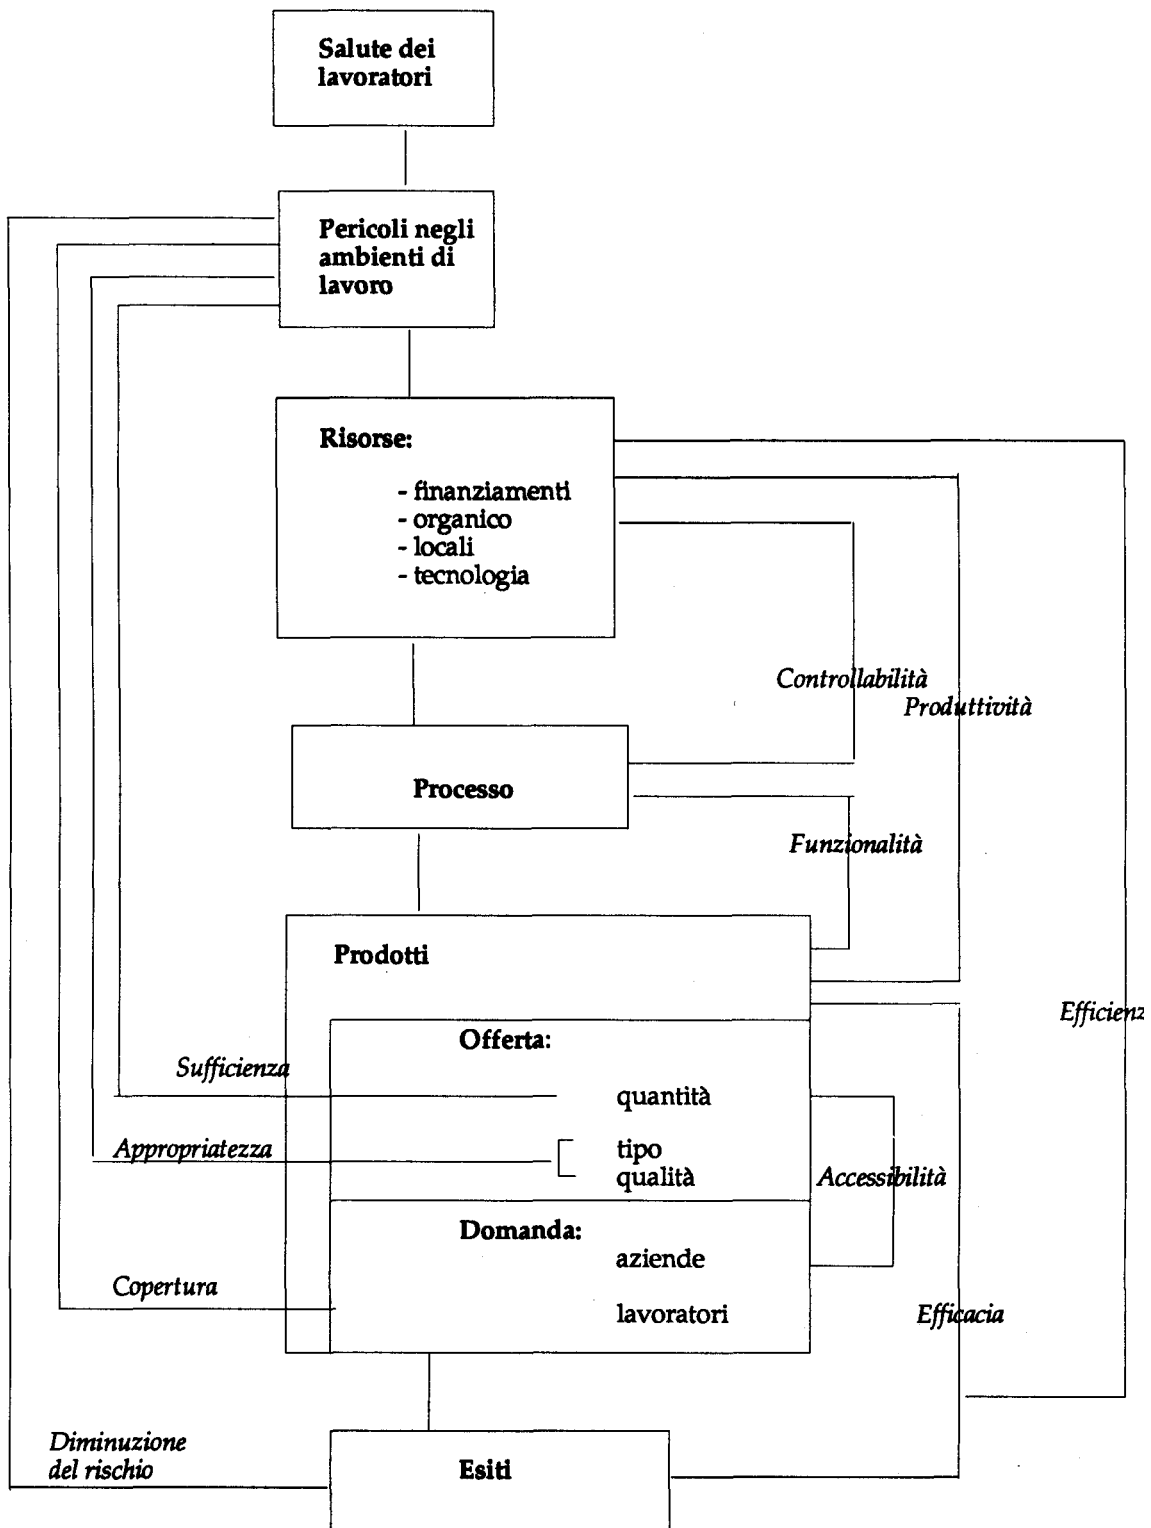 Salute dei
lavoratori
Pericoli negli
ambienti di
lavoro
Risorse:
- finanziamenti
- organico
- locali
- tecnologia
Controllabilità
Produttività
Processo
Funzionalità
Prodotti
Efficienz
Offerta:
Sufficienza
quantità
Appropriatezza
tipo
qualità
Accessibilità
Domanda:
aziende
Copertura
lavoratori
Efficacia
Diminuzione
del rischio
Esiti